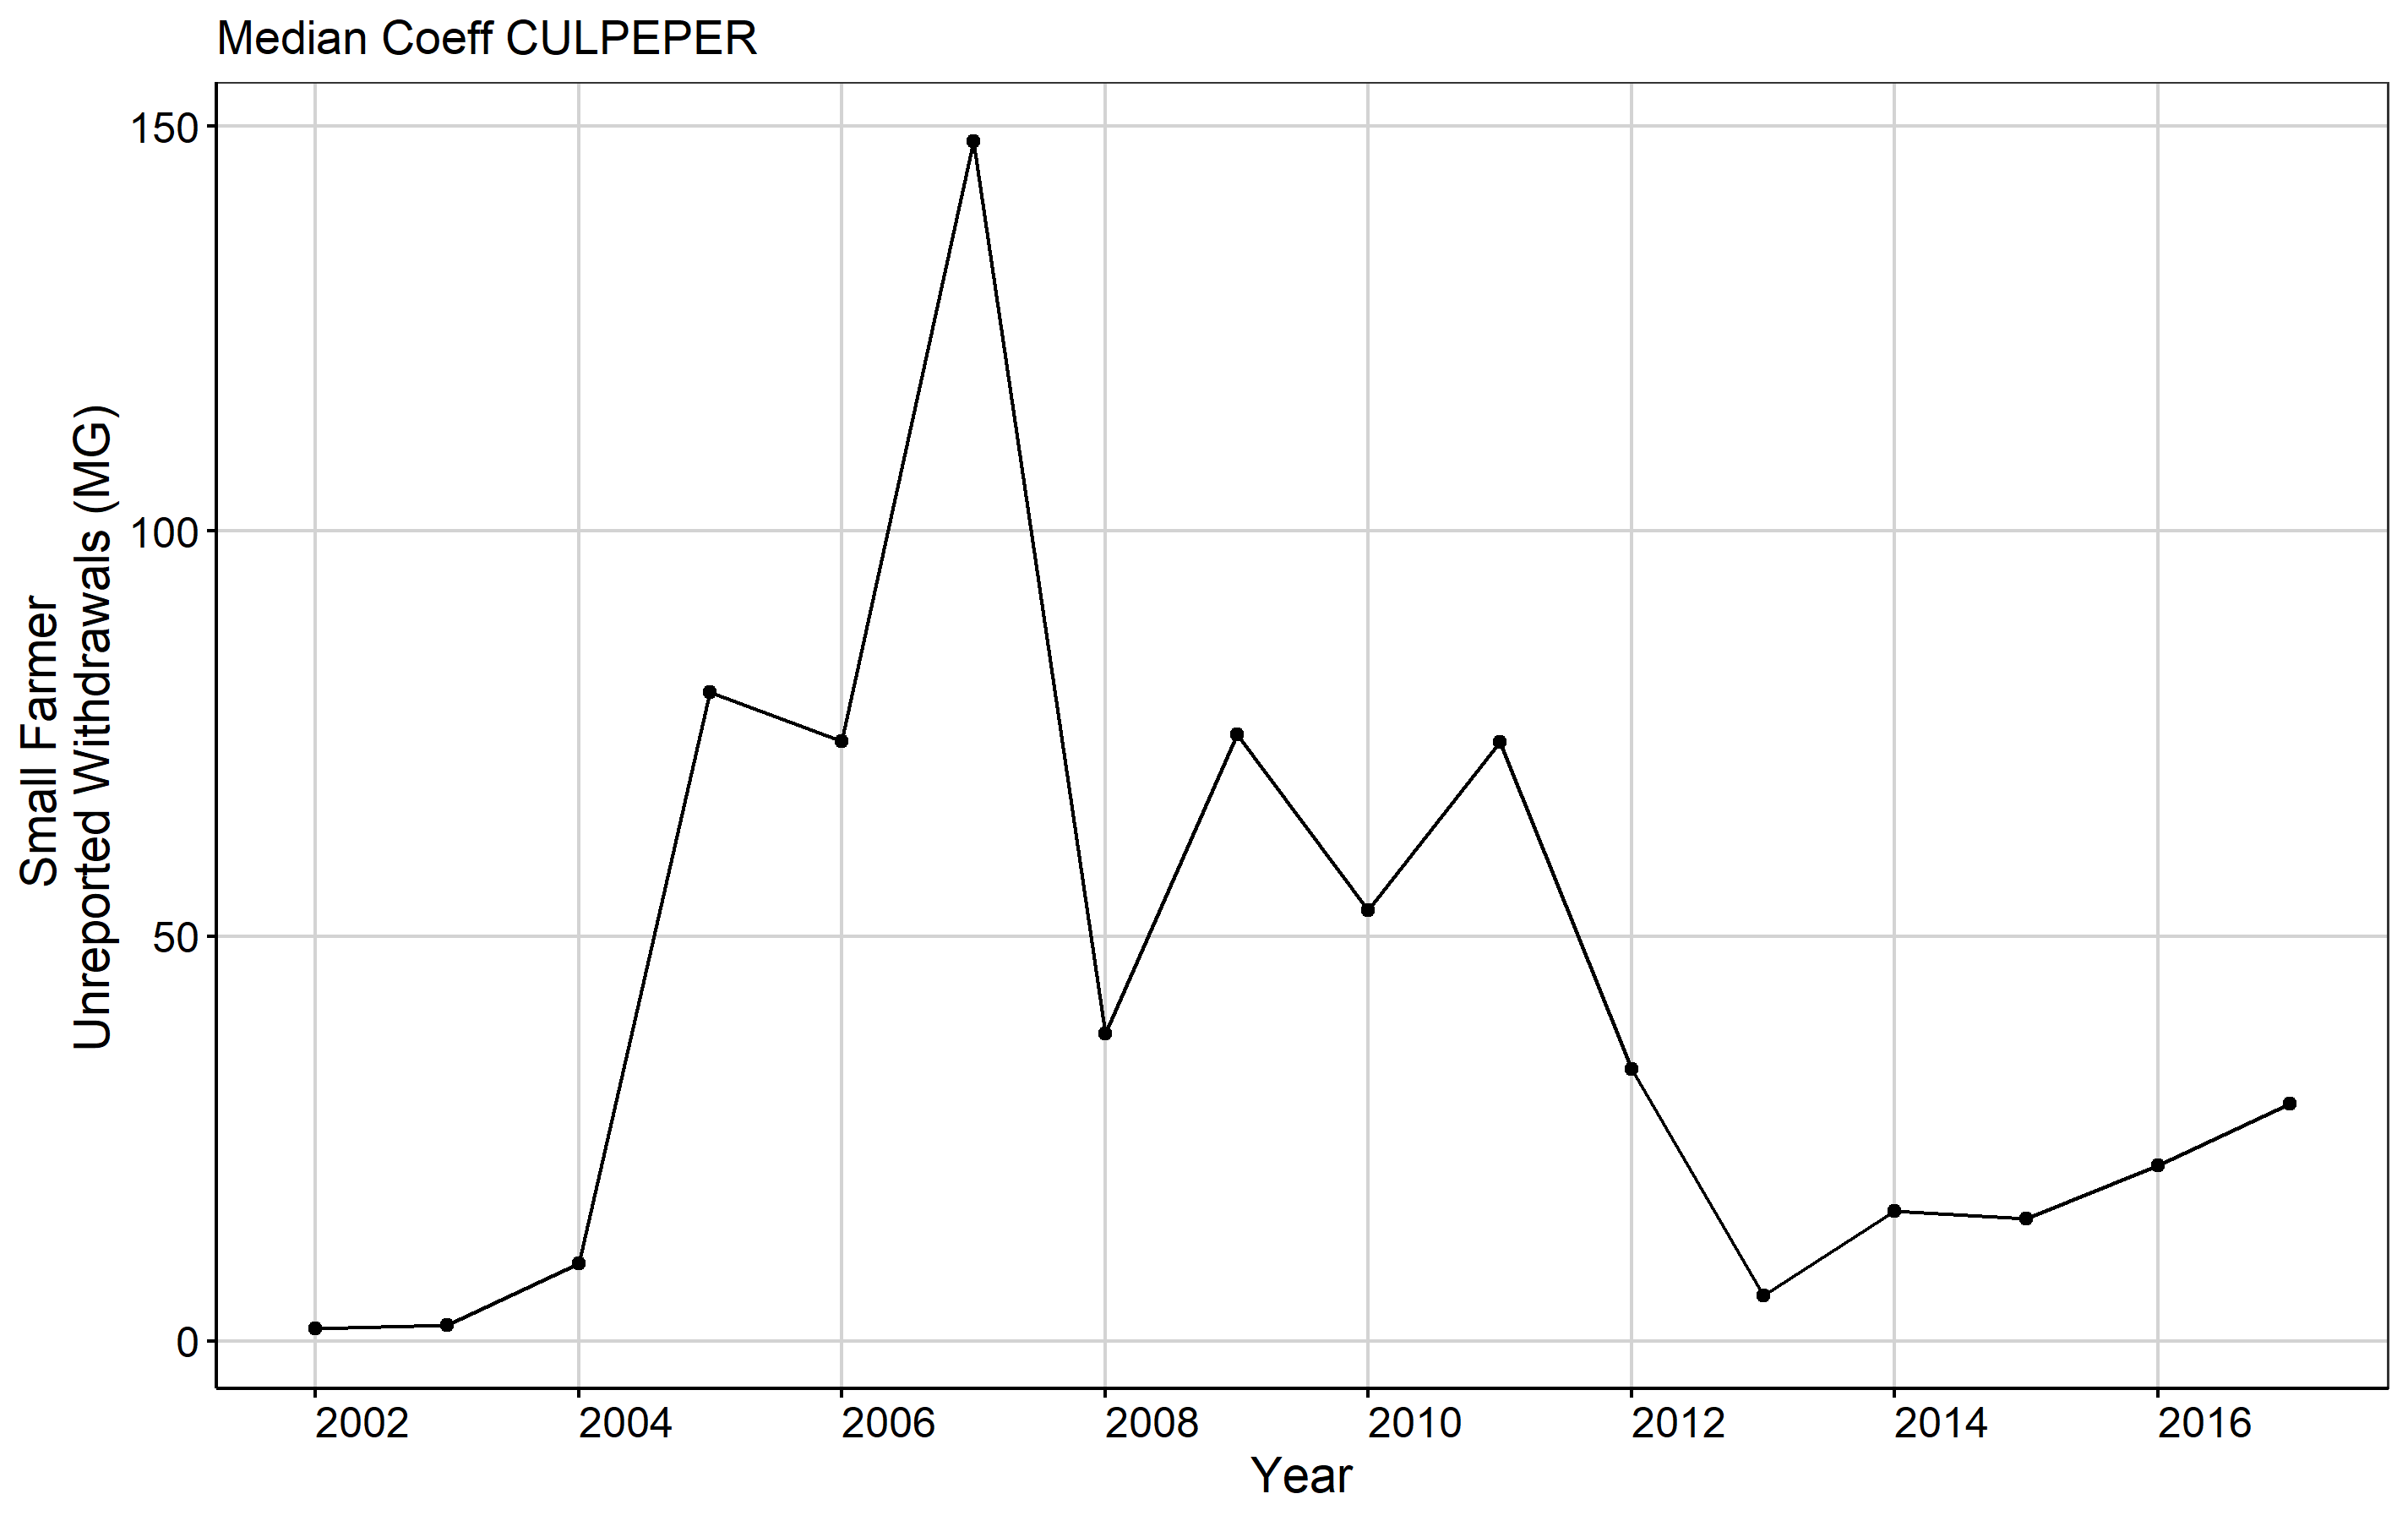 Median Coeff CULPEPER
Small Farmer
Unreported Withdrawals (MG)
150
100
50
0
2002 2004 2006 2008 2010 2012 2014 2016
Year